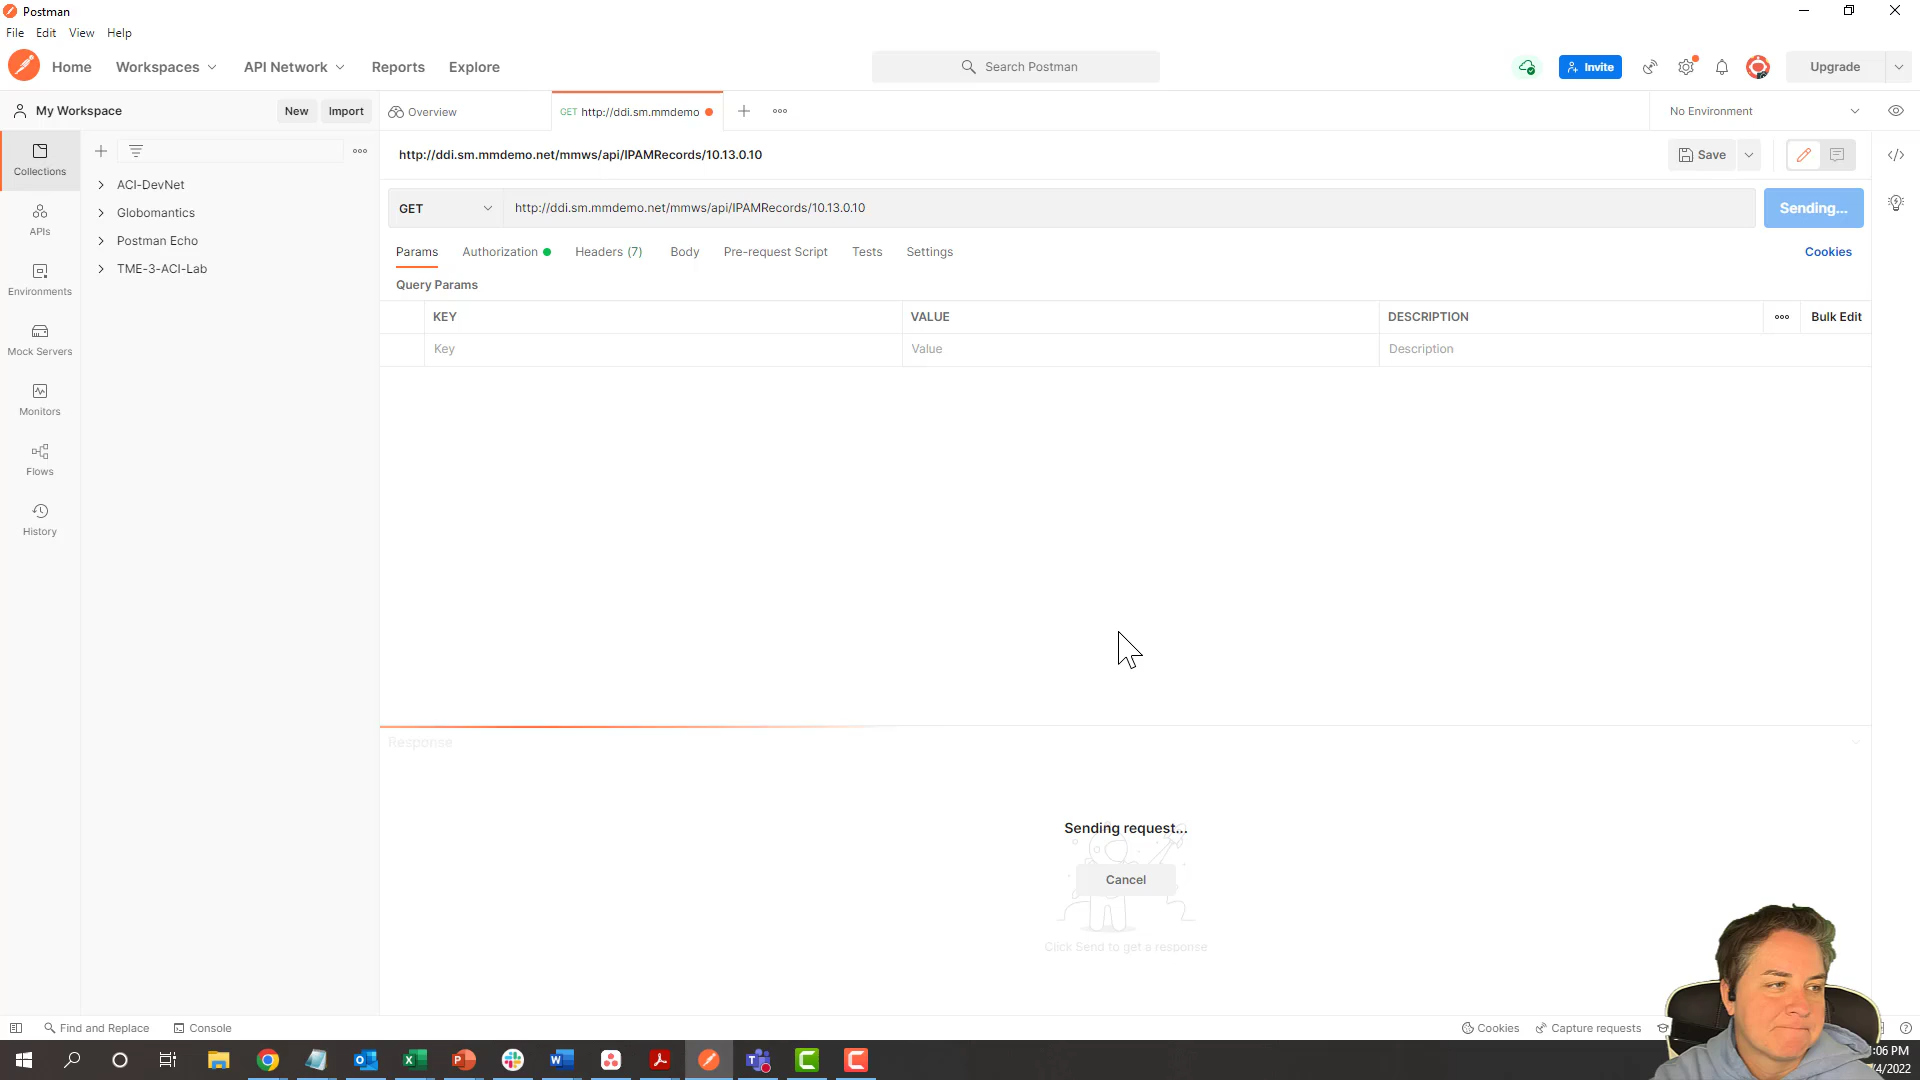 Postman
File Edit View Help
Home Workspaces API Network Reports Explore
Search Postman
Invite
Upgrade
My Workspace
New Import
Overview
GET http://ddi.sm.mmdemo
No Environment
Collections
APIs
Environments
Mock Servers
Monitors
Flows
History
ACI-DevNet
Globomantics
Postman Echo
TME-3-ACI-Lab
http://ddi.sm.mmdemo.net/mmws/api/IPAMRecords/10.13.0.10
Save
GET http://ddi.sm.mmdemo.net/mmws/api/IPAMRecords/10.13.0.10
Sending...
Params Authorization Headers (7) Body Pre-request Script Tests Settings
Cookies
Query Params
KEY VALUE DESCRIPTION Bulk Edit
Key Value Description
Response
Sending request...
Cancel
Click Send to get a response
Find and Replace Console
Cookies Capture requests
:06 PM
/4/2022